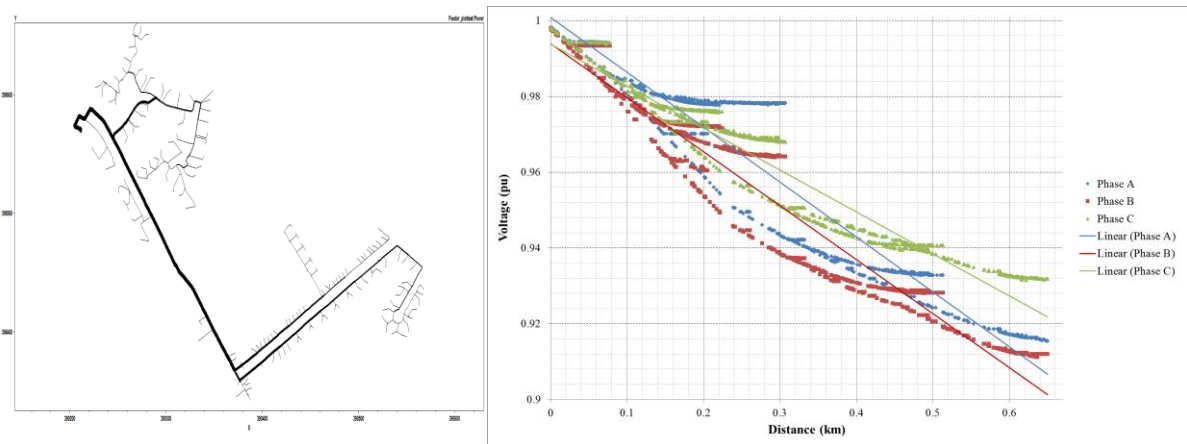 Y
Feeder_plottext Power
X
1
0.98
0.96
0.94
0.92
0.9
0 0.1 0.2 0.3 0.4 0.5 0.6
Voltage (pu)
Distance (km)
Phase A
Phase B
Phase C
Linear (Phase A)
Linear (Phase B)
Linear (Phase C)